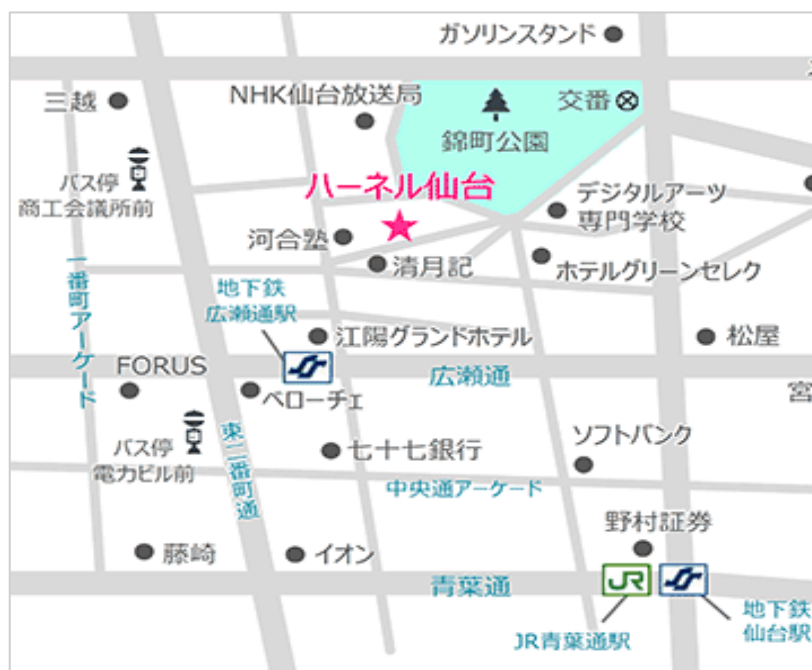 ガソリンスタンド
三越
NHK仙台放送局
交番
錦町公園
バス停
商工会議所前
ハーネル仙台
デジタルアーツ
専門学校
河合塾
清月記
ホテルグリーンセレク
一番町アーケード
地下鉄
広瀬通駅
江陽グランドホテル
松屋
FORUS
広瀬通
ベローチェ
宮
バス停
電力ビル前
東二番町通
七十七銀行
ソフトバンク
中央通アーケード
野村証券
藤崎
イオン
青葉通
JR
地下鉄
仙台駅
JR青葉通駅